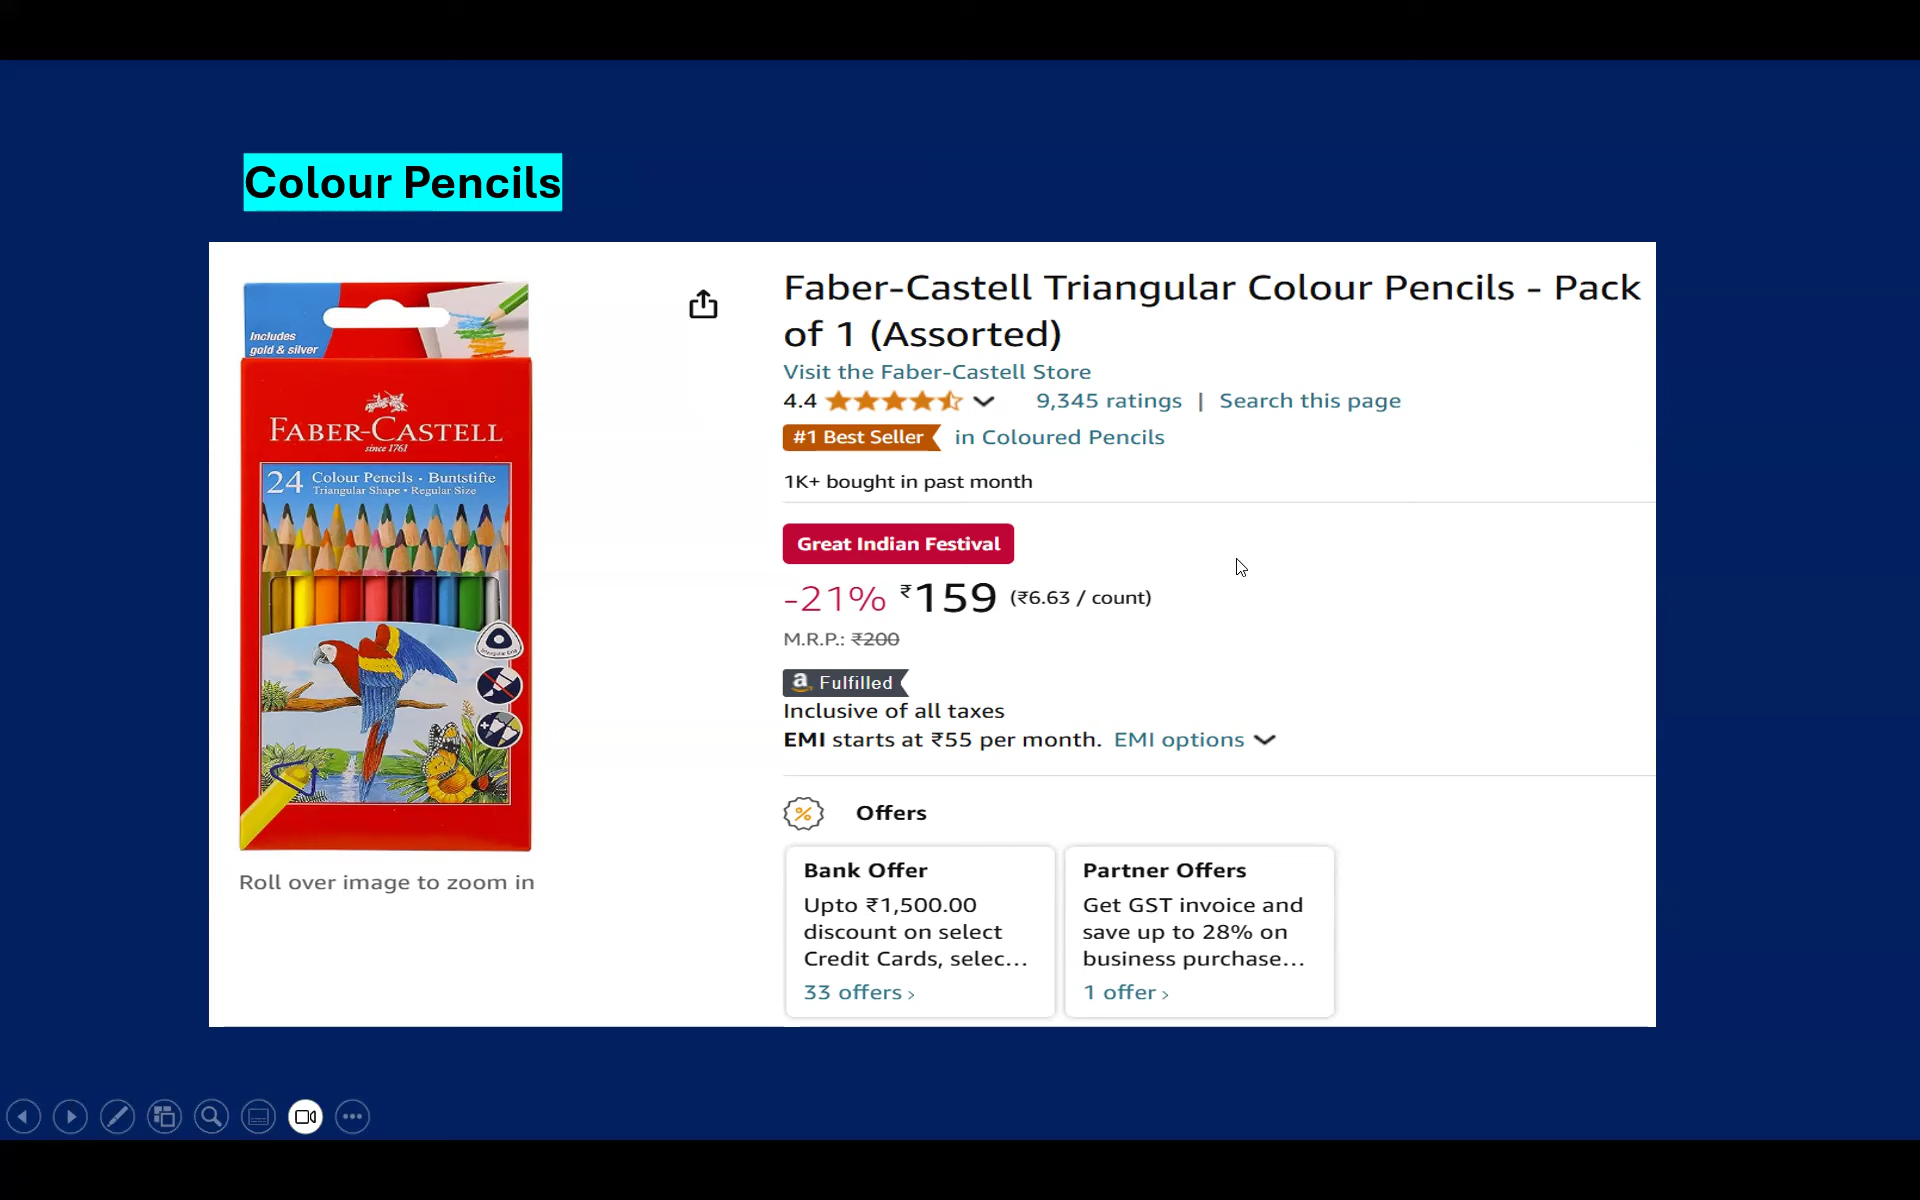 Colour Pencils
Includes
gold & silver
FABER-CASTELL
since 1761
24 Colour Pencils - Buntstifte
Triangular Shape • Regular Size
Roll over image to zoom in
Faber-Castell Triangular Colour Pencils - Pack
of 1 (Assorted)
Visit the Faber-Castell Store
4.4 9,345 ratings | Search this page
#1 Best Seller in Coloured Pencils
1K+ bought in past month
Great Indian Festival
-21% ₹159 (₹6.63 / count)
M.R.P.: ₹200
a Fulfilled
Inclusive of all taxes
EMI starts at ₹55 per month. EMI options
% Offers
Bank Offer
Upto ₹1,500.00
discount on select
Credit Cards, selec...
33 offers ›
Partner Offers
Get GST invoice and
save up to 28% on
business purchase...
1 offer ›